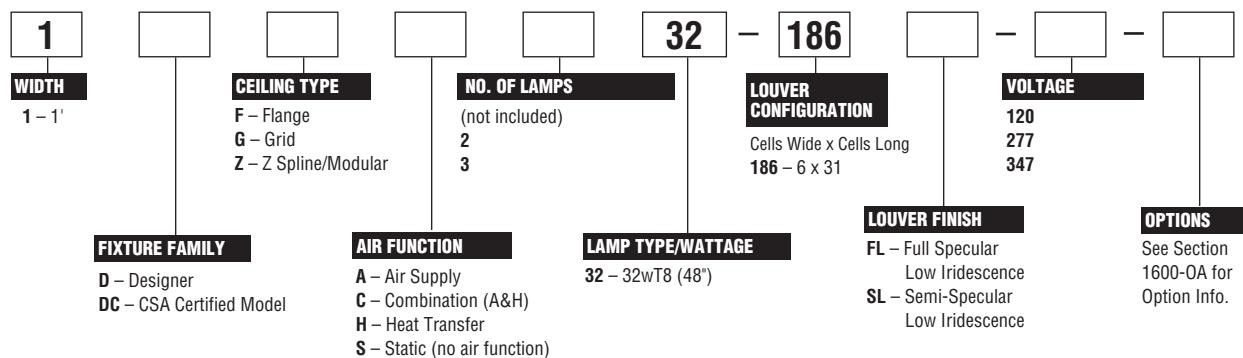 1 32 – 186 – –
WIDTH
1 – 1'
CEILING TYPE
F – Flange
G – Grid
Z – Z Spline/Modular
NO. OF LAMPS
(not included)
2
3
LOUVER
CONFIGURATION
Cells Wide x Cells Long
186 – 6 x 31
VOLTAGE
120
277
347
FIXTURE FAMILY
D – Designer
DC – CSA Certified Model
AIR FUNCTION
A – Air Supply
C – Combination (A&H)
H – Heat Transfer
S – Static (no air function)
LAMP TYPE/WATTAGE
32 – 32wT8 (48")
LOUVER FINISH
FL – Full Specular
Low Iridescence
SL – Semi-Specular
Low Iridescence
OPTIONS
See Section
1600-OA for
Option Info.